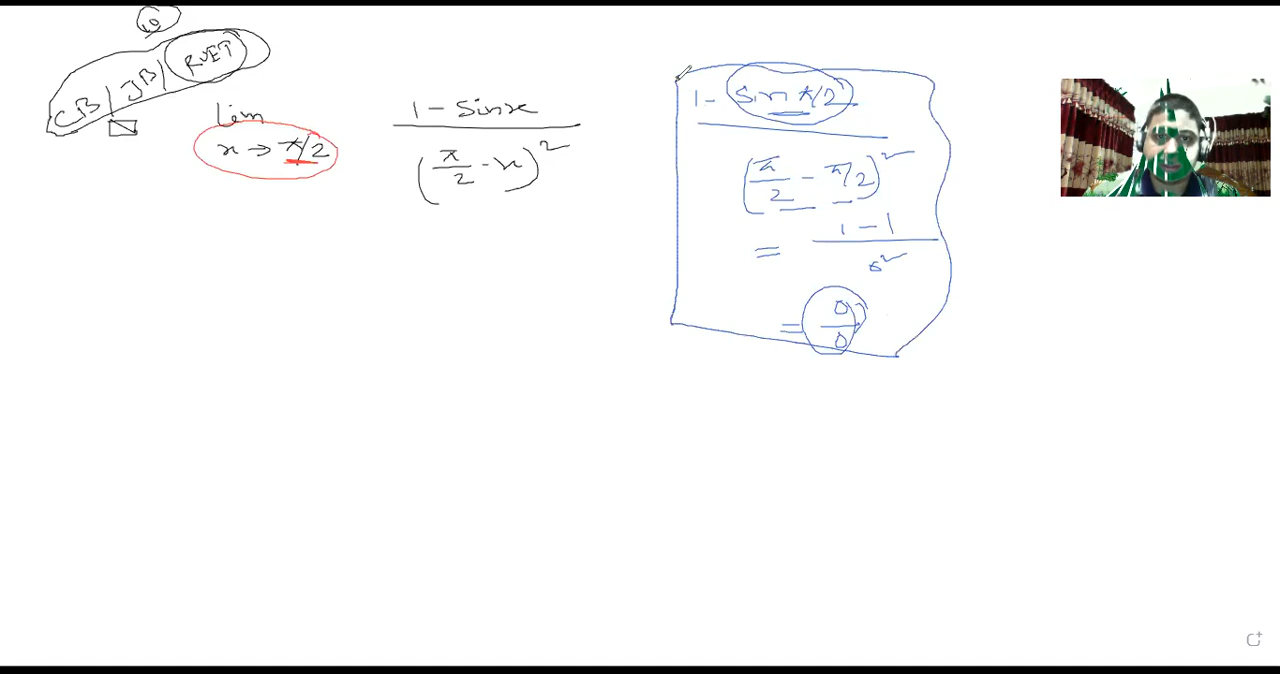 10
CB / JB / RUET
lim x → π/2 (1 - sinx) / (π/2 - x)²
1 - sin π/2
(π/2 - π/2)²
= (1 - 1) / 0²
= 0/0